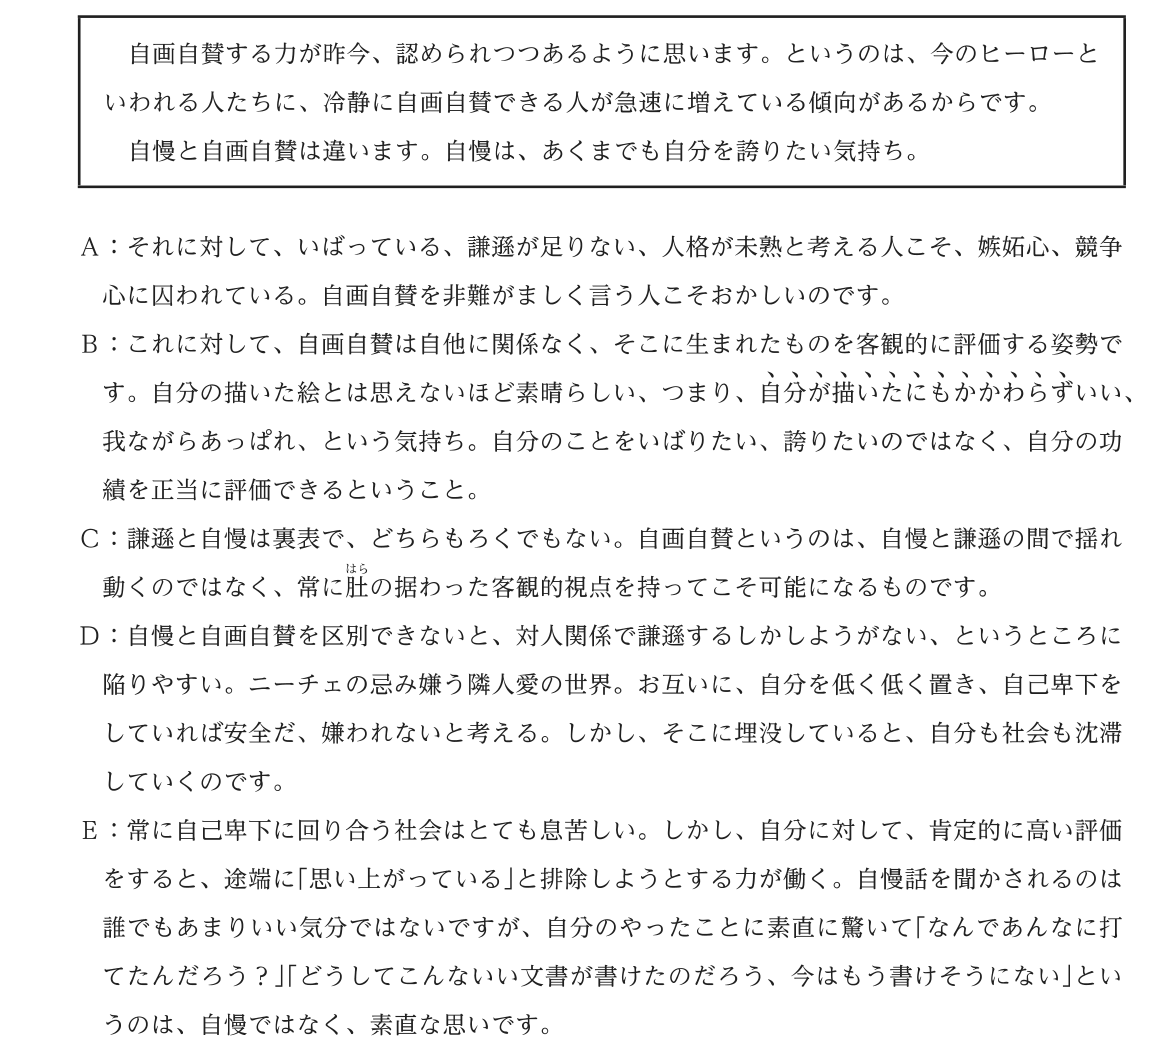 自画自賛する力が昨今、認められつつあるように思います。というのは、今のヒーローと
いわれる人たちに、冷静に自画自賛できる人が急速に増えている傾向があるからです。
自慢と自画自賛は違います。自慢は、あくまでも自分を誇りたい気持ち。
Ａ：それに対して、いばっている、謙遜が足りない、人格が未熟と考える人こそ、嫉妬心、競争
心に囚われている。自画自賛を非難がましく言う人こそおかしいのです。
Ｂ：これに対して、自画自賛は自他に関係なく、そこに生まれたものを客観的に評価する姿勢で
す。自分の描いた絵とは思えないほど素晴らしい、つまり、自分が描いたにもかかわらずいい、
我ながらあっぱれ、という気持ち。自分のことをいばりたい、誇りたいのではなく、自分の功
績を正当に評価できるということ。
Ｃ：謙遜と自慢は裏表で、どちらもろくでもない。自画自賛というのは、自慢と謙遜の間で揺れ
はら
動くのではなく、常に肚の据わった客観的視点を持ってこそ可能になるものです。
Ｄ：自慢と自画自賛を区別できないと、対人関係で謙遜するしかしようがない、というところに
陥りやすい。ニーチェの忌み嫌う隣人愛の世界。お互いに、自分を低く低く置き、自己卑下を
していれば安全だ、嫌われないと考える。しかし、そこに埋没していると、自分も社会も沈滞
していくのです。
Ｅ：常に自己卑下に回り合う社会はとても息苦しい。しかし、自分に対して、肯定的に高い評価
をすると、途端に「思い上がっている」と排除しようとする力が働く。自慢話を聞かされるのは
誰でもあまりいい気分ではないですが、自分のやったことに素直に驚いて「なんであんなに打
てたんだろう？」「どうしてこんないい文書が書けたのだろう、今はもう書けそうにない」とい
うのは、自慢ではなく、素直な思いです。